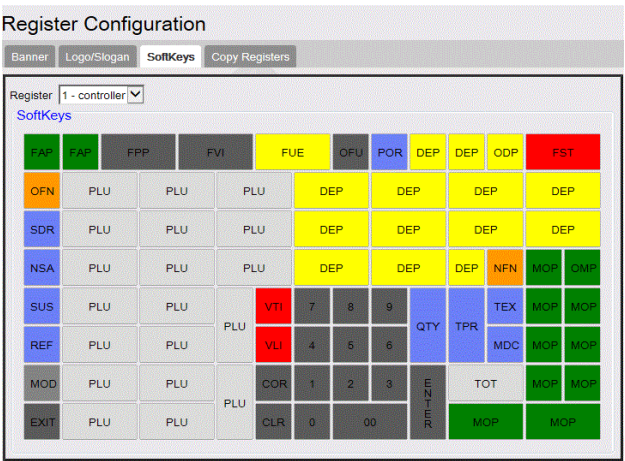 Register Configuration
Banner Logo/Slogan SoftKeys Copy Registers
Register 1 - controller
SoftKeys
FAP FAP FPP FVI FUE OFU POR DEP DEP ODP FST
OFN PLU PLU PLU DEP DEP DEP DEP
SDR PLU PLU PLU DEP DEP DEP DEP
NSA PLU PLU PLU DEP DEP DEP NFN MOP OMP
SUS PLU PLU PLU VTI 7 8 9 QTY TPR TEX MOP MOP
REF PLU PLU VLI 4 5 6 MDC MOP MOP
MOD PLU PLU PLU COR 1 2 3 ENTER TOT MOP MOP
EXIT PLU PLU CLR 0 00 MOP MOP